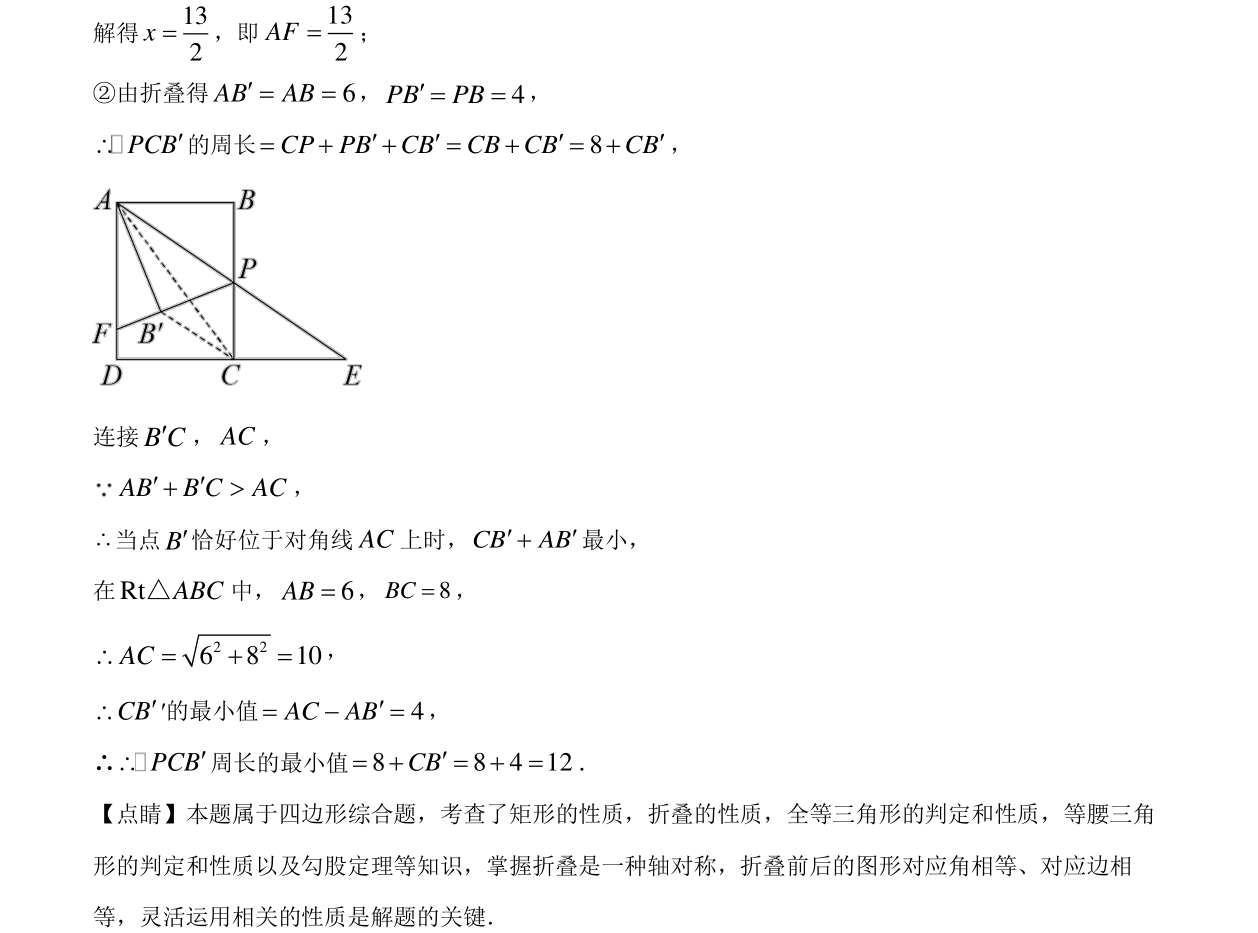 解得 x = 13/2，即 AF = 13/2；
②由折叠得 AB′ = AB = 6，PB′ = PB = 4，
∴□ PCB′ 的周长 = CP + PB′ + CB′ = CB + CB′ = 8 + CB′，
A B
P
F B′
D C E
连接 B′C，AC，
∵ AB′ + B′C > AC，
∴当点 B′ 恰好位于对角线 AC 上时，CB′ + AB′ 最小，
在 Rt△ABC 中，AB = 6，BC = 8，
∴ AC = √(6² + 8²) = 10，
∴ CB′ ′的最小值 = AC − AB′ = 4，
∴∴□ PCB′ 周长的最小值 = 8 + CB′ = 8 + 4 = 12．
【点睛】本题属于四边形综合题，考查了矩形的性质，折叠的性质，全等三角形的判定和性质，等腰三角
形的判定和性质以及勾股定理等知识，掌握折叠是一种轴对称，折叠前后的图形对应角相等、对应边相
等，灵活运用相关的性质是解题的关键．